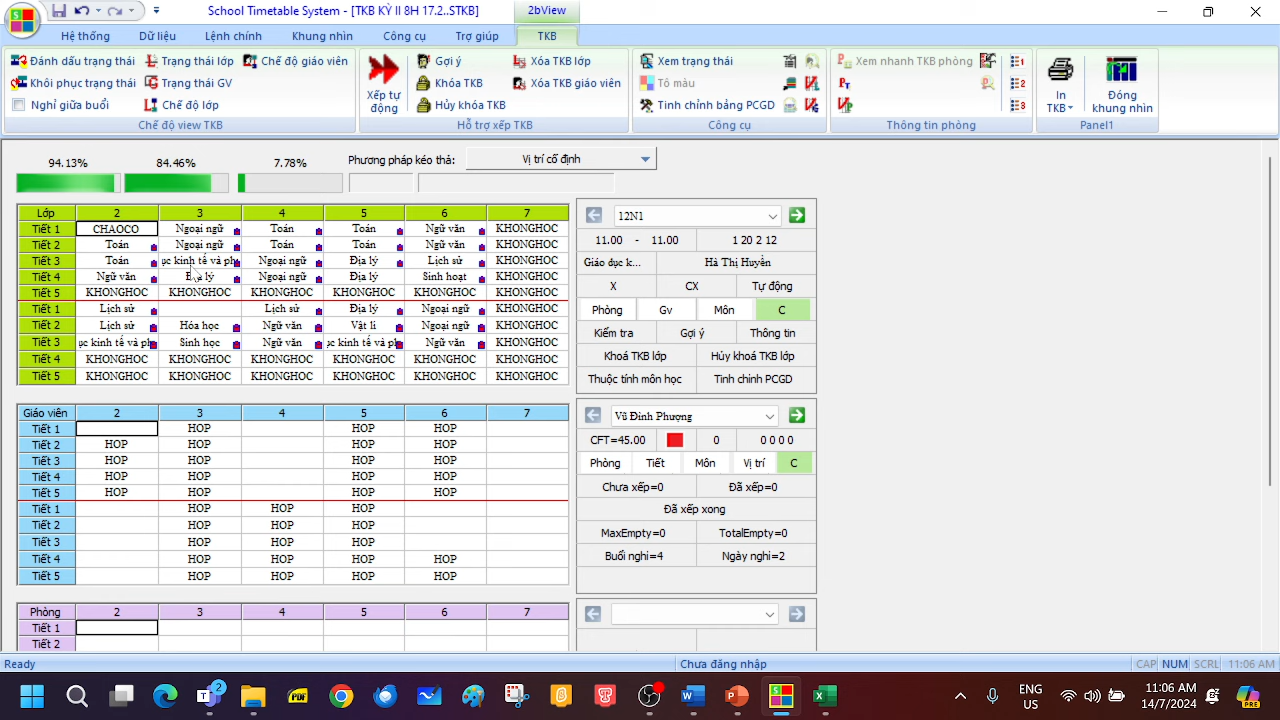 School Timetable System - [TKB KỲ II 8H 17.2..STKB]
2bView
Hệ thống Dữ liệu Lệnh chính Khung nhìn Công cụ Trợ giúp TKB
Đánh dấu trạng thái Trạng thái lớp Chế độ giáo viên
Khôi phục trạng thái Trạng thái GV
Nghỉ giữa buổi Chế độ lớp
Chế độ view TKB
Xếp tự động
Gợi ý Xóa TKB lớp
Khóa TKB Xóa TKB giáo viên
Hủy khóa TKB
Hỗ trợ xếp TKB
Xem trạng thái
Tô màu
Tinh chỉnh bảng PCGD
Công cụ
Xem nhanh TKB phòng
Thông tin phòng
In TKB
Đóng khung nhìn
Panel1
94.13% 84.46% 7.78% Phương pháp kéo thả: Vị trí cố định
Lớp 2 3 4 5 6 7
Tiết 1 CHAOCO Ngoại ngữ Toán Toán Ngữ văn KHONGHOC
Tiết 2 Toán Ngoại ngữ Toán Toán Ngữ văn KHONGHOC
Tiết 3 Toán ục kinh tế và ph Ngoại ngữ Địa lý Lịch sử KHONGHOC
Tiết 4 Ngữ văn Địa lý Ngoại ngữ Địa lý Sinh hoạt KHONGHOC
Tiết 5 KHONGHOC KHONGHOC KHONGHOC KHONGHOC KHONGHOC KHONGHOC
Tiết 1 Lịch sử Lịch sử Địa lý Ngoại ngữ KHONGHOC
Tiết 2 Lịch sử Hóa học Ngữ văn Vật lí Ngoại ngữ KHONGHOC
Tiết 3 ục kinh tế và ph Sinh học Ngữ văn ục kinh tế và ph Ngữ văn KHONGHOC
Tiết 4 KHONGHOC KHONGHOC KHONGHOC KHONGHOC KHONGHOC KHONGHOC
Tiết 5 KHONGHOC KHONGHOC KHONGHOC KHONGHOC KHONGHOC KHONGHOC
12N1
11.00 - 11.00 1 20 2 12
Giáo dục k... Hà Thị Huyền
X CX Tự động
Phòng Gv Môn C
Kiểm tra Gợi ý Thông tin
Khoá TKB lớp Hủy khoá TKB lớp
Thuộc tính môn học Tinh chỉnh PCGD
Giáo viên 2 3 4 5 6 7
Tiết 1 HOP HOP HOP
Tiết 2 HOP HOP HOP HOP
Tiết 3 HOP HOP HOP HOP
Tiết 4 HOP HOP HOP HOP
Tiết 5 HOP HOP HOP HOP
Tiết 1 HOP HOP HOP
Tiết 2 HOP HOP HOP
Tiết 3 HOP HOP HOP
Tiết 4 HOP HOP HOP HOP
Tiết 5 HOP HOP HOP HOP
Vũ Đình Phượng
CFT=45.00 0 0 0 0 0
Phòng Tiết Môn Vị trí C
Chưa xếp=0 Đã xếp=0
Đã xếp xong
MaxEmpty=0 TotalEmpty=0
Buổi nghỉ=4 Ngày nghỉ=2
Phòng 2 3 4 5 6 7
Tiết 1
Tiết 2
Ready Chưa đăng nhập CAP NUM SCRL 11:06 AM
2 PDF ENG US 11:06 AM 14/7/2024 PRE